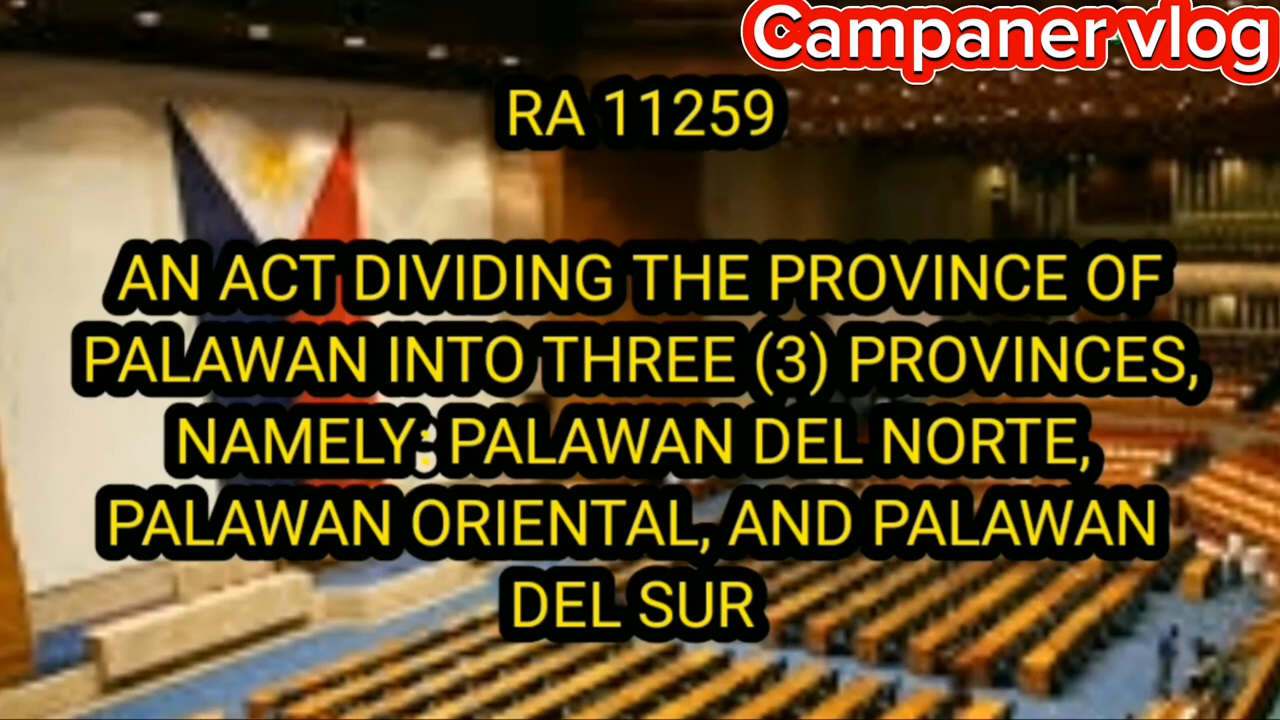 Campaner vlog
RA 11259
AN ACT DIVIDING THE PROVINCE OF
PALAWAN INTO THREE (3) PROVINCES,
NAMELY: PALAWAN DEL NORTE,
PALAWAN ORIENTAL, AND PALAWAN
DEL SUR